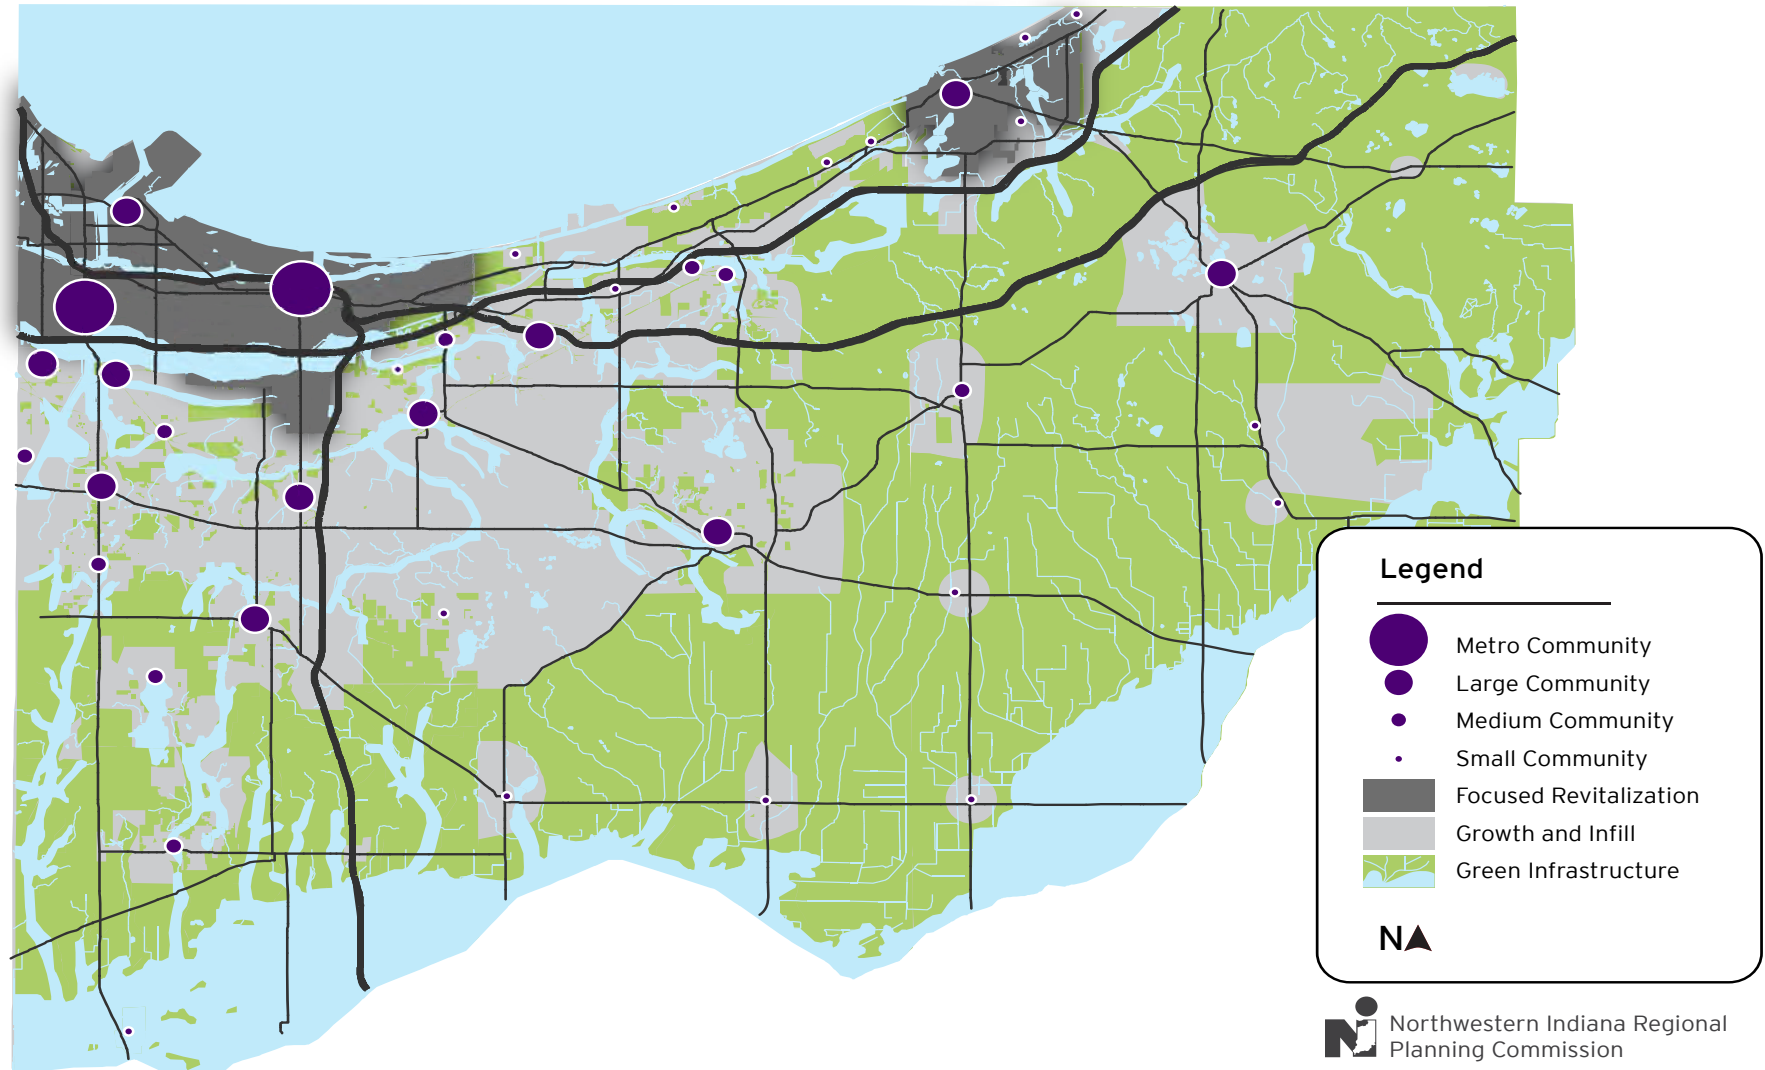 Legend
Metro Community
Large Community
Medium Community
Small Community
Focused Revitalization
Growth and Infill
Green Infrastructure
N
Northwestern Indiana Regional
Planning Commission